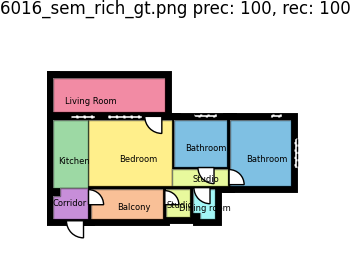 6016_sem_rich_gt.png prec: 100, rec: 100
Living Room
Bathroom
Kitchen
Bedroom
Bathroom
Studio
Corridor
Balcony
Studio
Dining room